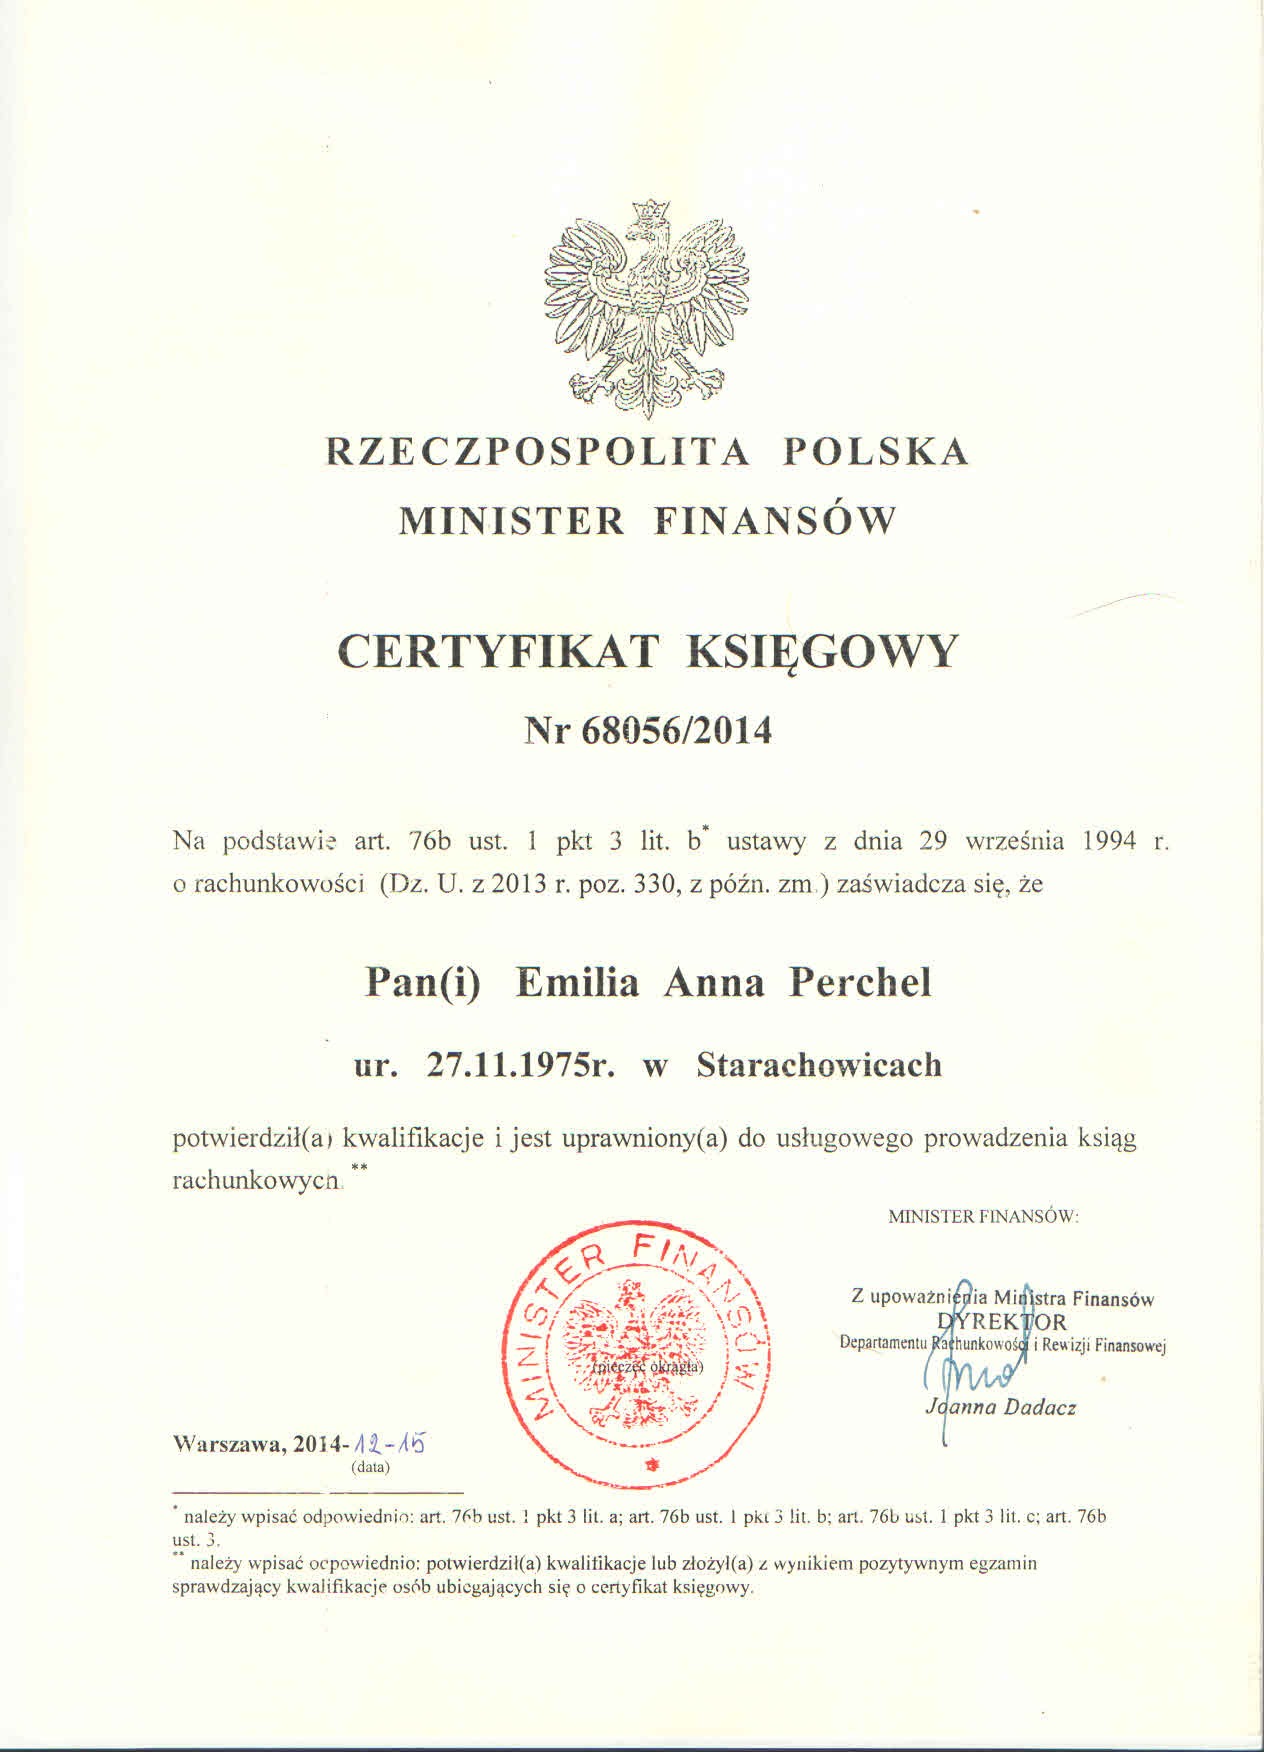 RZECZPOSPOLITA POLSKA
MINISTER FINANSÓW
CERTYFIKAT KSIĘGOWY
Nr 68056/2014
Na podstawie art. 76b ust. 1 pkt 3 lit. b* ustawy z dnia 29 września 1994 r.
o rachunkowości (Dz. U. z 2013 r. poz. 330, z późn. zm.) zaświadcza się, że
Pan(i) Emilia Anna Perchel
ur. 27.11.1975r. w Starachowicach
potwierdził(a) kwalifikacje i jest uprawniony(a) do usługowego prowadzenia ksiąg
rachunkowych.**
MINISTER FINANSÓW:
MINISTER FINANSÓW
(pieczęć okrągła)
Z upoważnienia Ministra Finansów
DYREKTOR
Departamentu Rachunkowości i Rewizji Finansowej
Joanna Dadacz
Warszawa, 2014-12-15
(data)
* należy wpisać odpowiednio: art. 76b ust. 1 pkt 3 lit. a; art. 76b ust. 1 pkt 3 lit. b; art. 76b ust. 1 pkt 3 lit. c; art. 76b
ust. 3.
** należy wpisać odpowiednio: potwierdził(a) kwalifikacje lub złożył(a) z wynikiem pozytywnym egzamin
sprawdzający kwalifikacje osób ubiegających się o certyfikat księgowy.